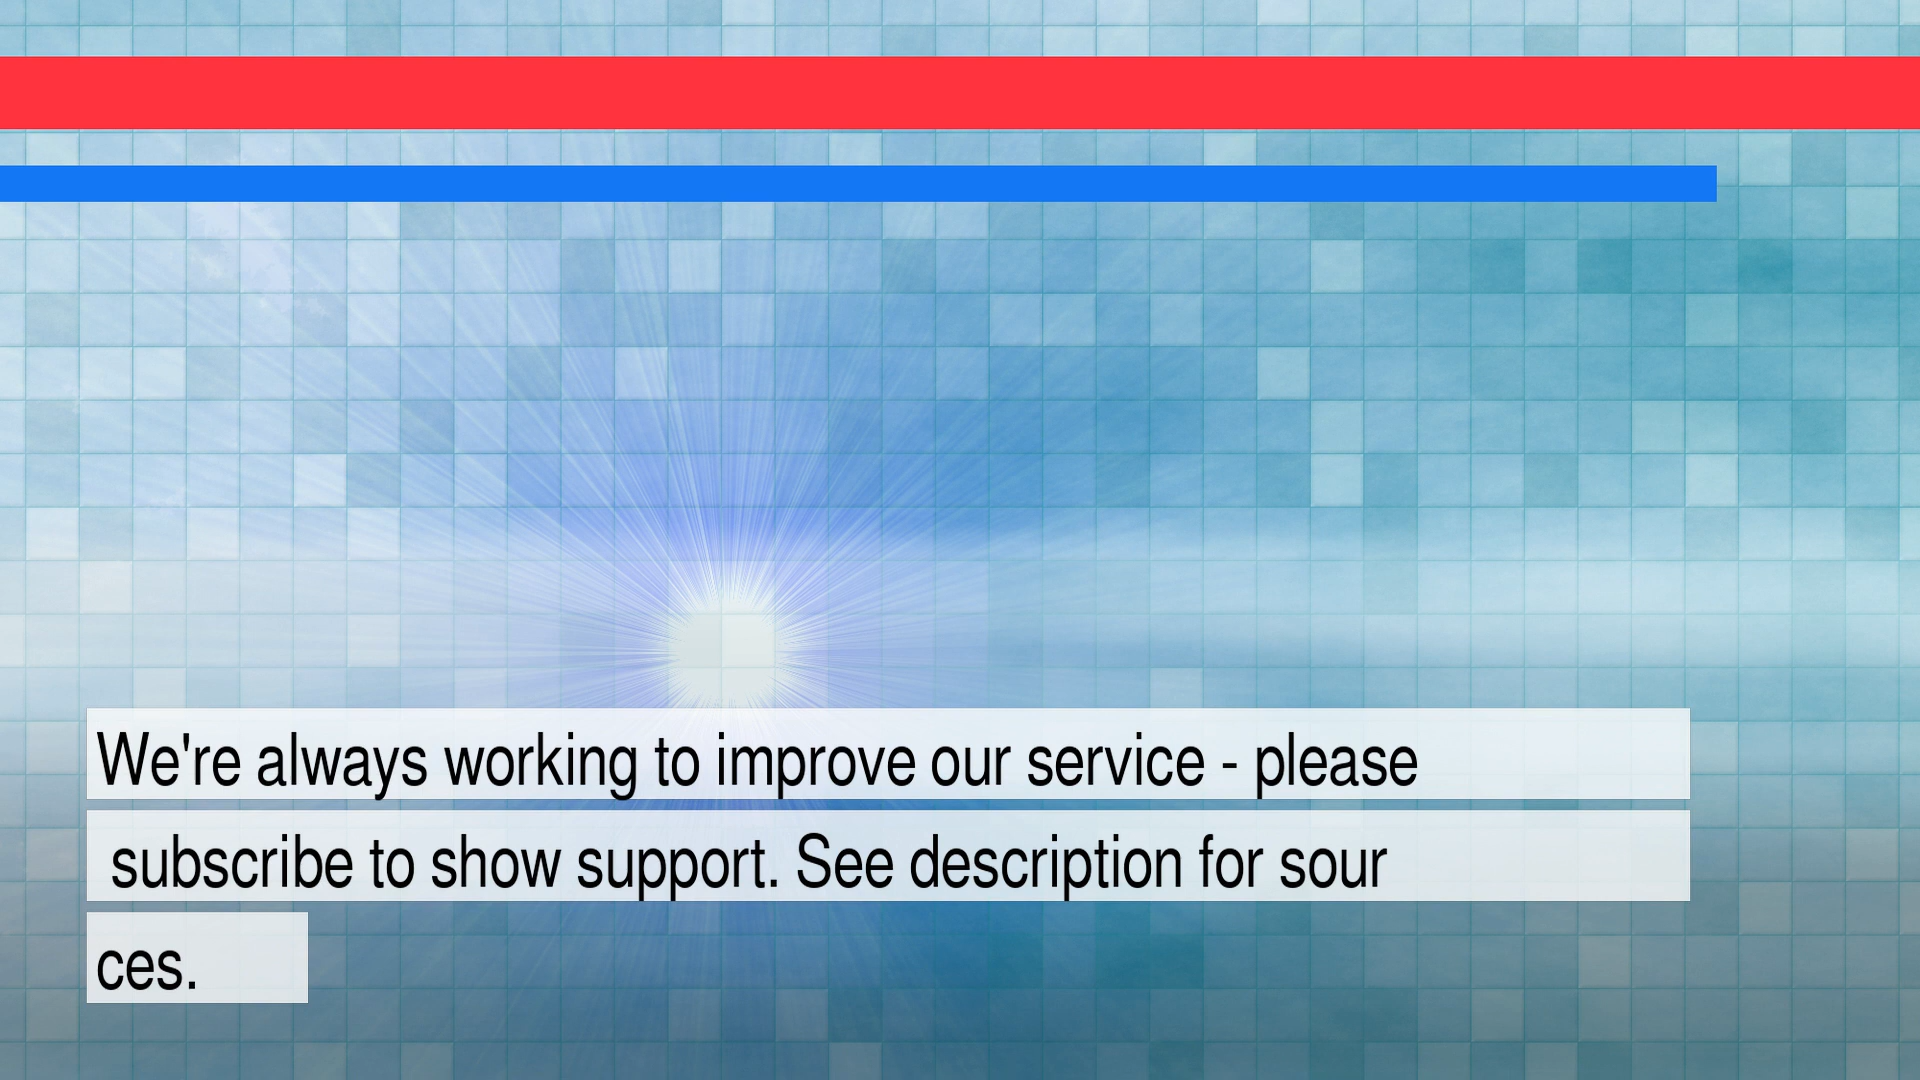 We're always working to improve our service - please
subscribe to show support. See description for sour
ces.